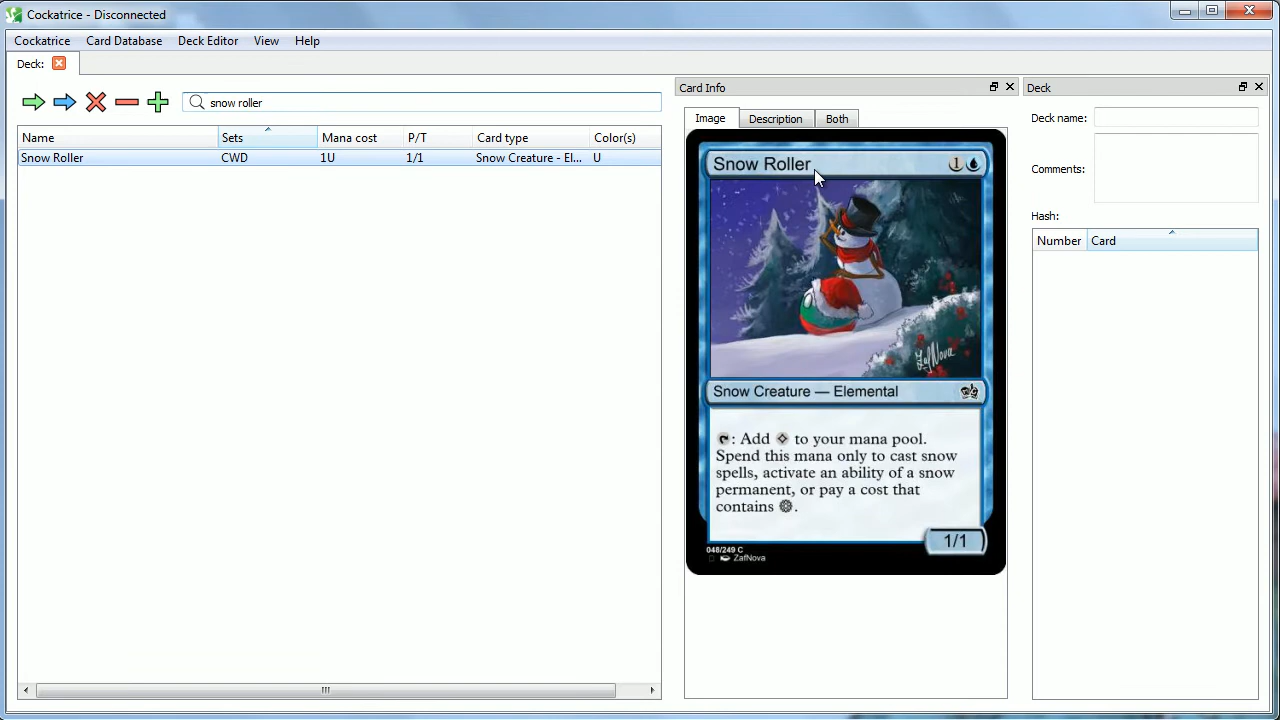 Cockatrice - Disconnected
Cockatrice Card Database Deck Editor View Help
Deck:
snow roller
Name Sets Mana cost P/T Card type Color(s)
Snow Roller CWD 1U 1/1 Snow Creature - El... U
Card Info
Image Description Both
Snow Roller 1
ZafNova
Snow Creature — Elemental
: Add to your mana pool.
Spend this mana only to cast snow
spells, activate an ability of a snow
permanent, or pay a cost that
contains .
1/1
048/249 C
ZafNova
Deck
Deck name:
Comments:
Hash:
Number Card